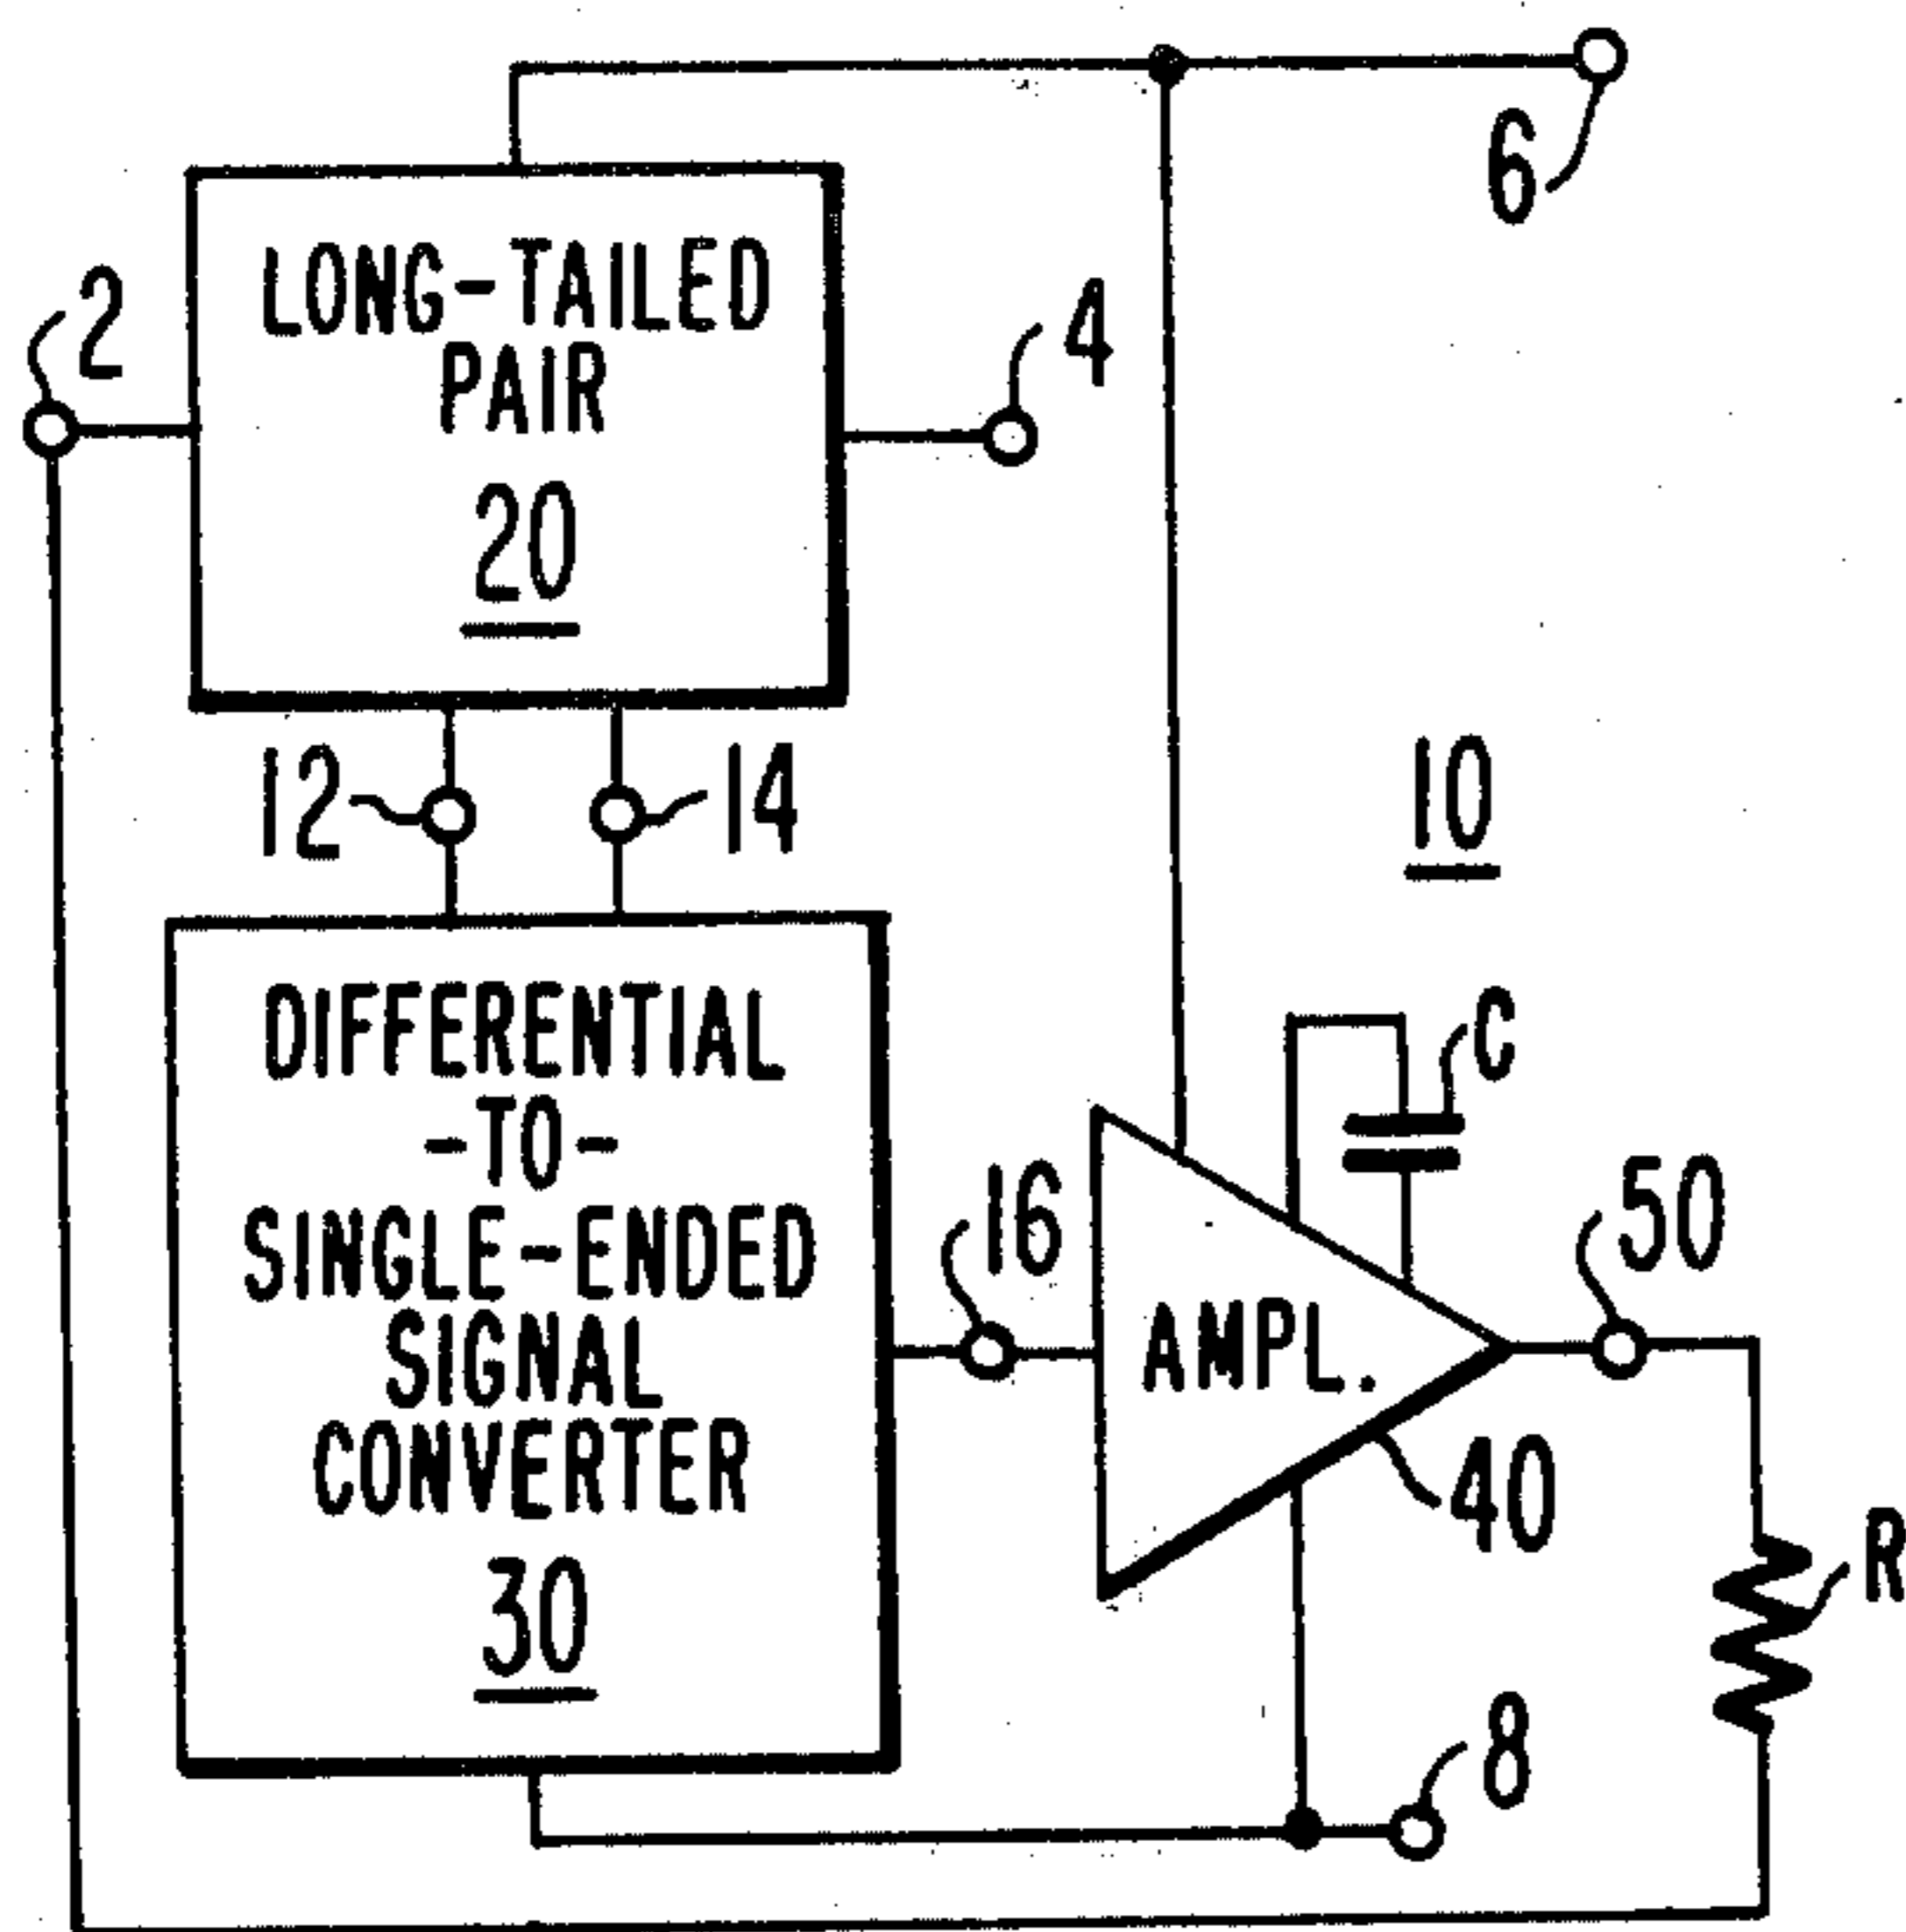 6
2
LONG-TAILED
PAIR
20
4
12
14
10
DIFFERENTIAL
-TO-
SINGLE-ENDED
SIGNAL
CONVERTER
30
16
C
AMPL.
50
40
R
8